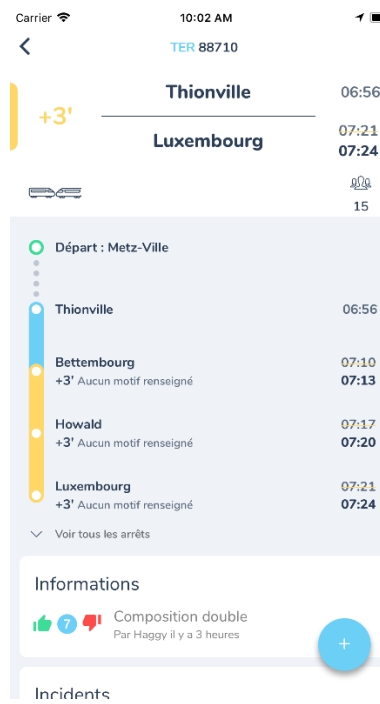 Carrier 10:02 AM
TER 88710
Thionville 06:56
+3'
07:21
Luxembourg 07:24
15
Départ : Metz-Ville
Thionville 06:56
Bettembourg 07:10
+3' Aucun motif renseigné 07:13
Howald 07:17
+3' Aucun motif renseigné 07:20
Luxembourg 07:21
+3' Aucun motif renseigné 07:24
Voir tous les arrêts
Informations
7 Composition double
Par Haggy il y a 3 heures
+
Incidents